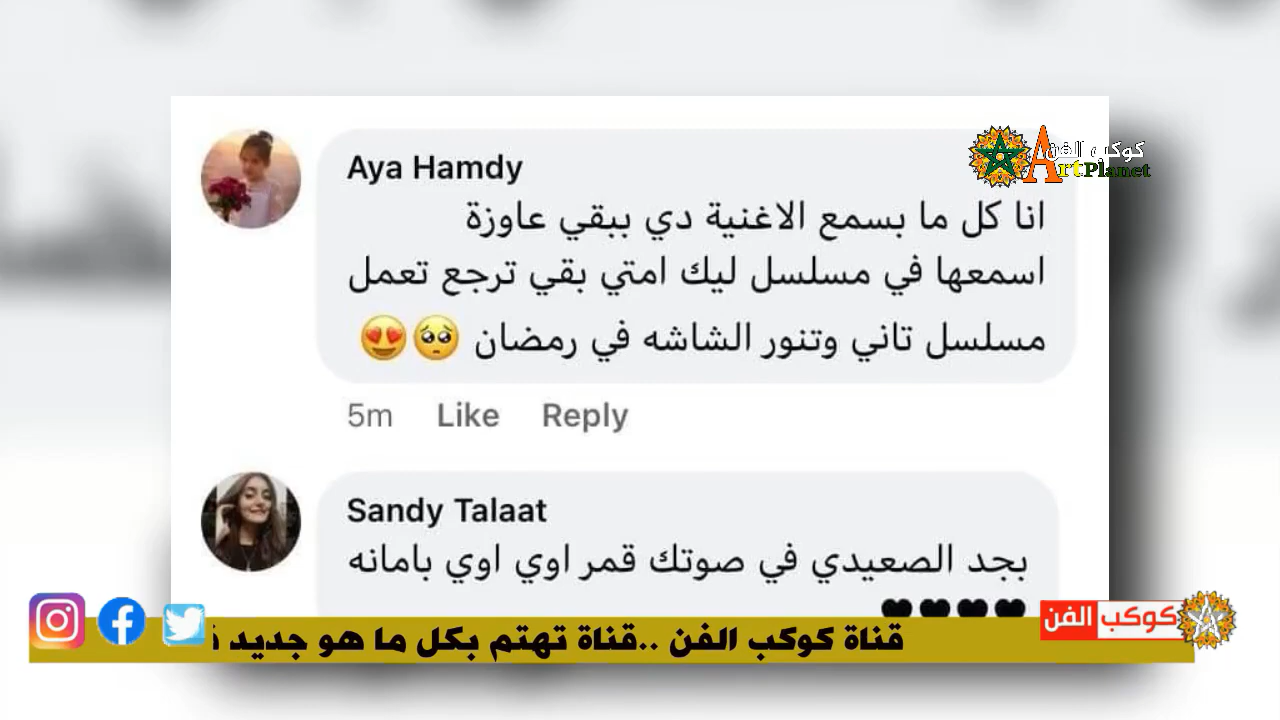 Aya Hamdy
كوكب الفن
Art Planet
انا كل ما بسمع الاغنية دي ببقي عاوزة
اسمعها في مسلسل ليك امتي بقي ترجع تعمل
مسلسل تاني وتنور الشاشه في رمضان 🥺😍
5m Like Reply
Sandy Talaat
بجد الصعيدي في صوتك قمر اوي اوي بامانه
🖤🖤🖤🖤
كوكب الفن
قناة كوكب الفن ..قناة تهتم بكل ما هو جديد